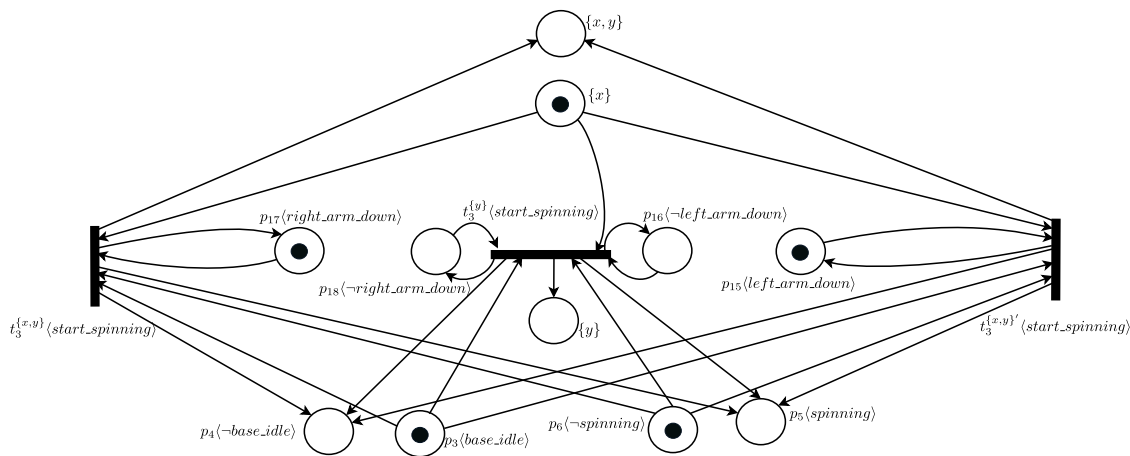 {x, y}
{x}
p₁₇⟨right_arm_down⟩
t₃^{y}⟨start_spinning⟩
p₁₆⟨¬left_arm_down⟩
p₁₈⟨¬right_arm_down⟩
p₁₅⟨left_arm_down⟩
t₃^{x,y}⟨start_spinning⟩
{y}
t₃^{x,y}′⟨start_spinning⟩
p₄⟨¬base_idle⟩
p₃⟨base_idle⟩
p₆⟨¬spinning⟩
p₅⟨spinning⟩